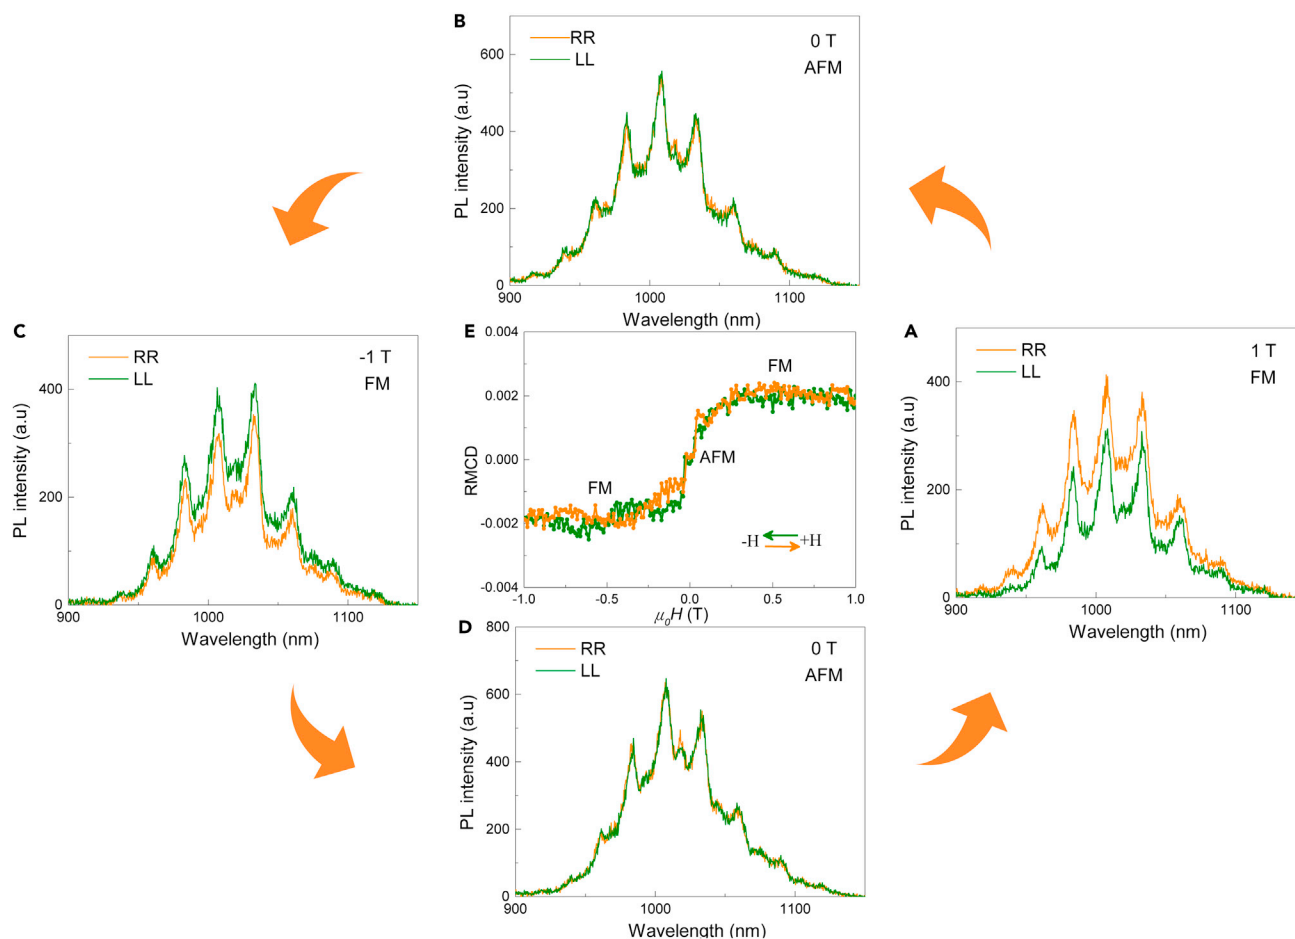 B
RR
LL
0 T
AFM
600
400
200
0
900
1000
1100
PL intensity (a.u)
Wavelength (nm)
C
RR
LL
-1 T
FM
400
200
0
900
1000
1100
PL intensity (a.u)
Wavelength (nm)
E
0.004
0.002
0.000
-0.002
-0.004
RMCD
FM
AFM
FM
-H
+H
-1.0
-0.5
0.0
0.5
1.0
μ0H (T)
A
RR
LL
1 T
FM
400
200
0
900
1000
1100
PL intensity (a.u)
Wavelength (nm)
D
RR
LL
0 T
AFM
800
600
400
200
0
900
1000
1100
PL intensity (a.u)
Wavelength (nm)